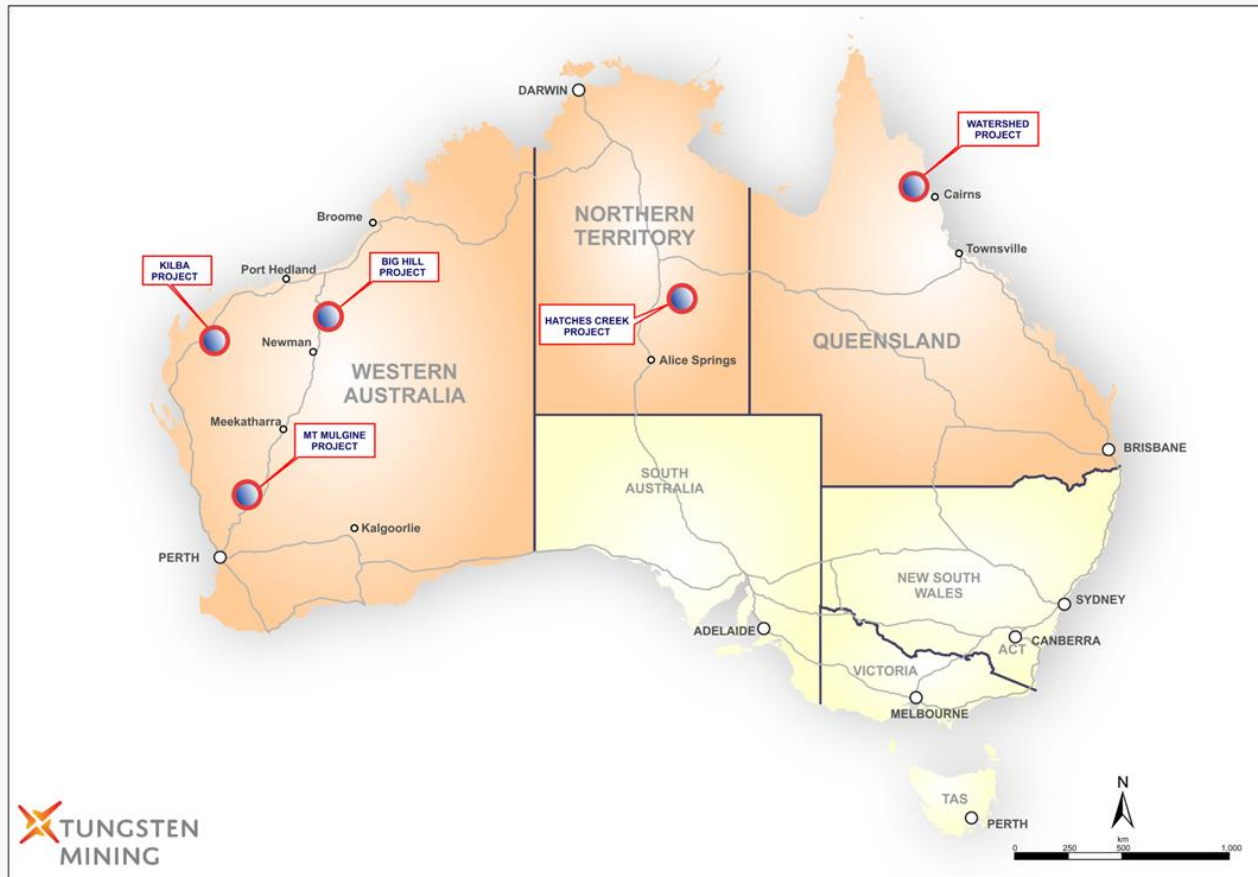 DARWIN
WATERSHED
PROJECT
Cairns
NORTHERN
TERRITORY
Broome
Townsville
KILBA
PROJECT
Port Hedland
BIG HILL
PROJECT
HATCHES CREEK
PROJECT
Newman
QUEENSLAND
Alice Springs
WESTERN
AUSTRALIA
Meekatharra
MT MULGINE
PROJECT
BRISBANE
SOUTH
AUSTRALIA
Kalgoorlie
PERTH
NEW SOUTH
WALES
SYDNEY
ADELAIDE
CANBERRA
ACT
VICTORIA
MELBOURNE
N
TAS
PERTH
km
0 250 500 1,000
TUNGSTEN
MINING